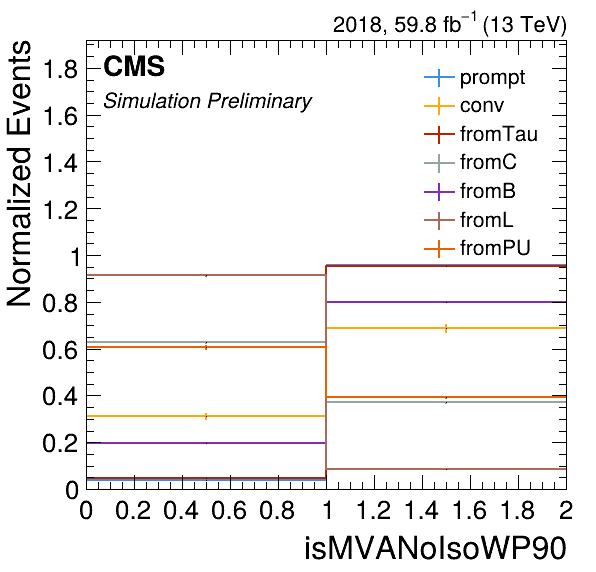 2018, 59.8 fb⁻¹ (13 TeV)
CMS
Simulation Preliminary
prompt
conv
fromTau
fromC
fromB
fromL
fromPU
Normalized Events
1.8
1.6
1.4
1.2
1
0.8
0.6
0.4
0.2
0
0 0.2 0.4 0.6 0.8 1 1.2 1.4 1.6 1.8 2
isMVANoIsoWP90